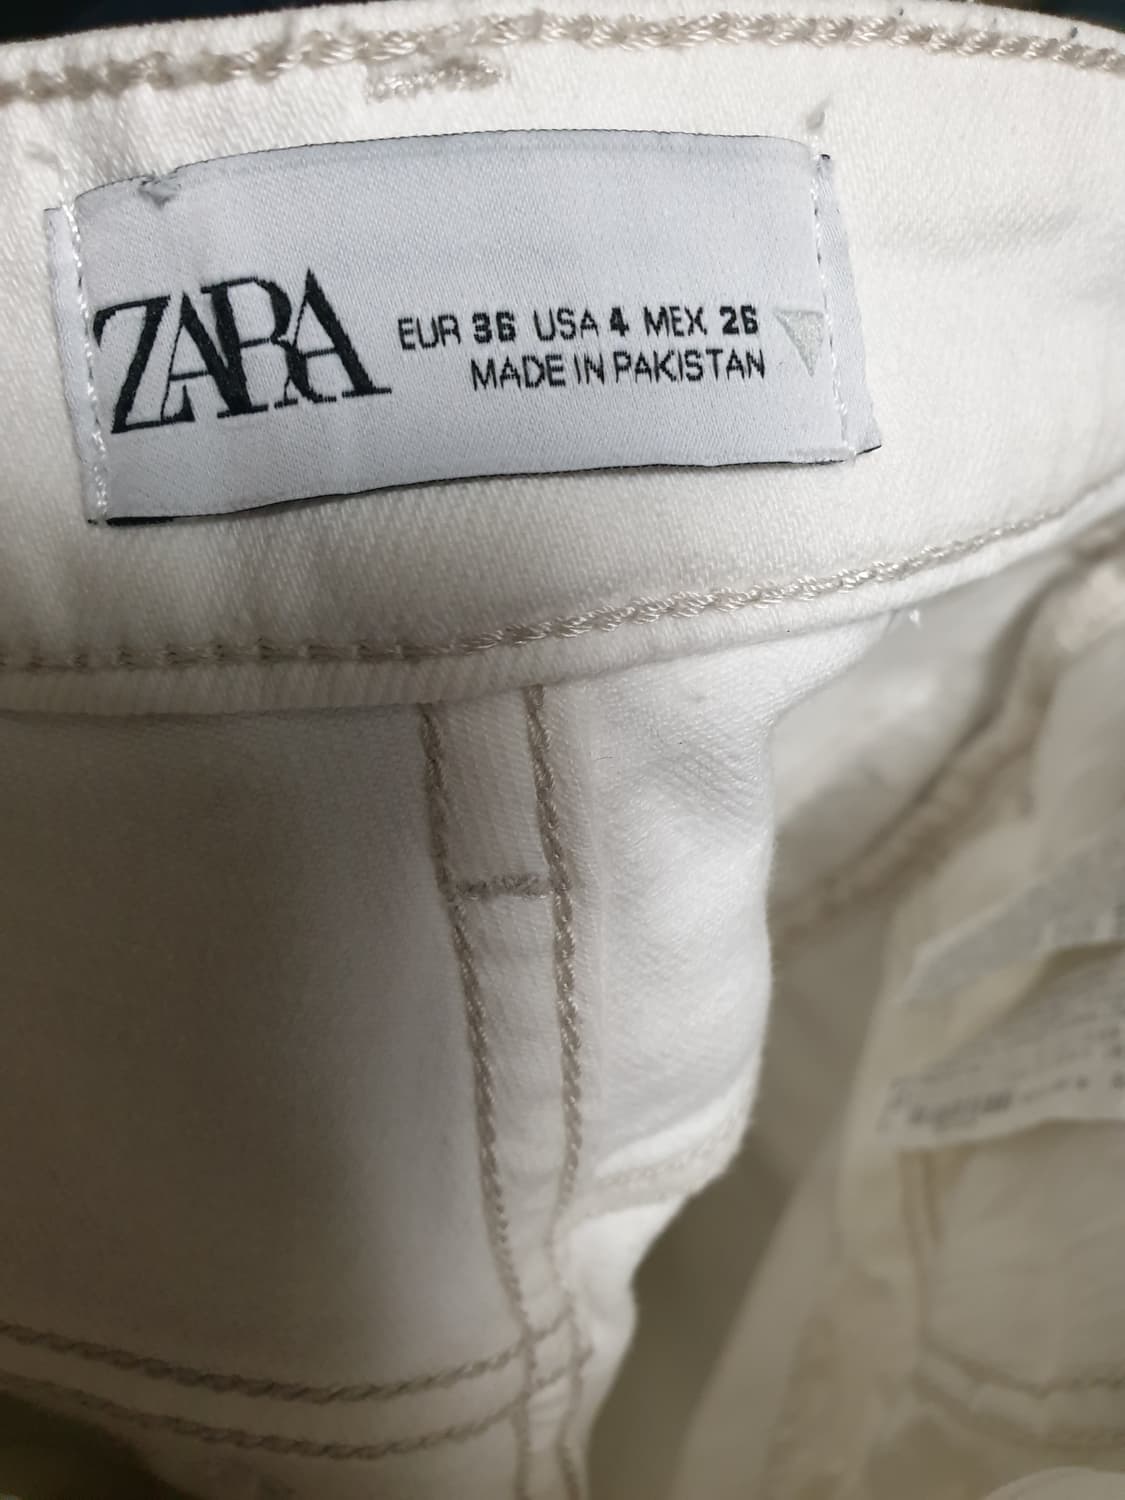 ZARA
EUR 36 USA 4 MEX 26
MADE IN PAKISTAN